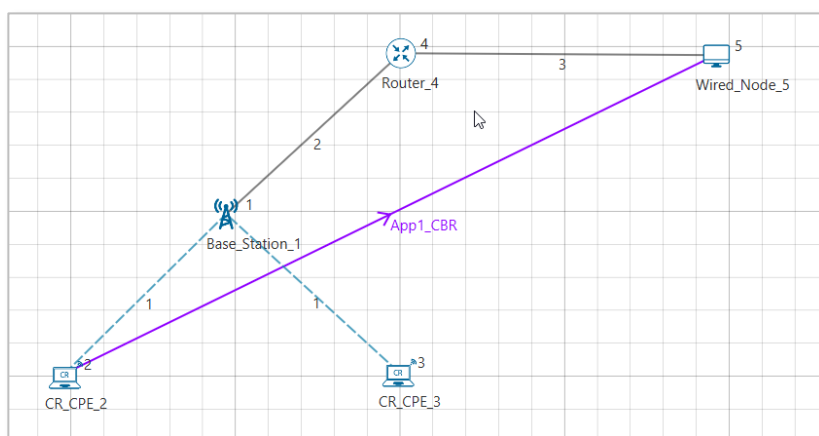 4
5
3
Router_4
Wired_Node_5
2
1
App1_CBR
Base_Station_1
1
1
2
3
CR
CR
CR_CPE_2
CR_CPE_3